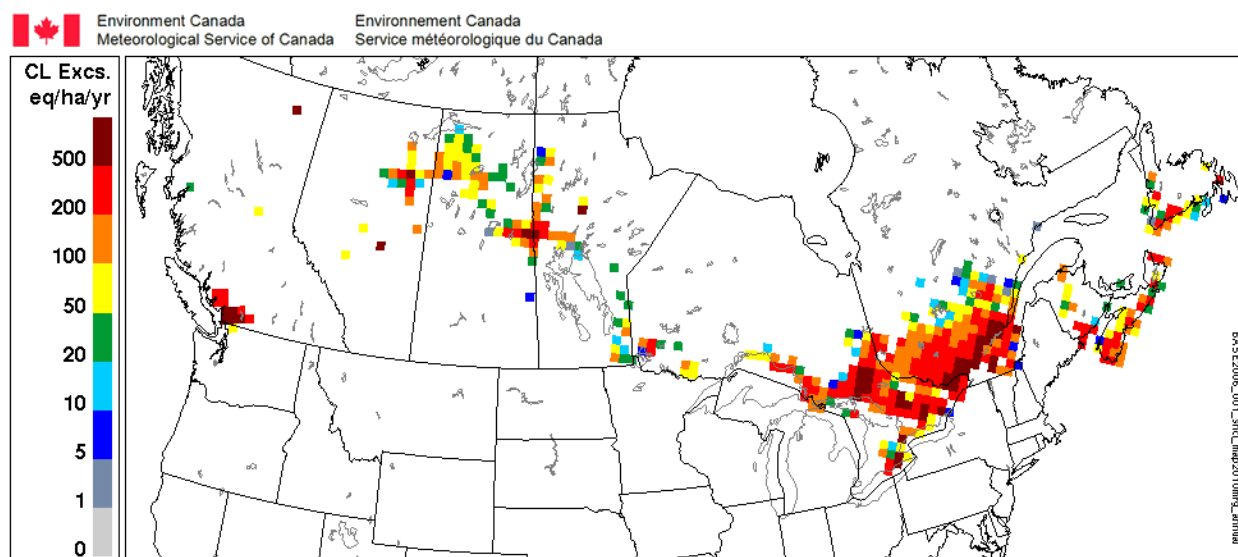 Environment Canada
Meteorological Service of Canada
Environnement Canada
Service météorologique du Canada
CL Excs.
eq/ha/yr
500
200
100
50
20
10
5
1
0